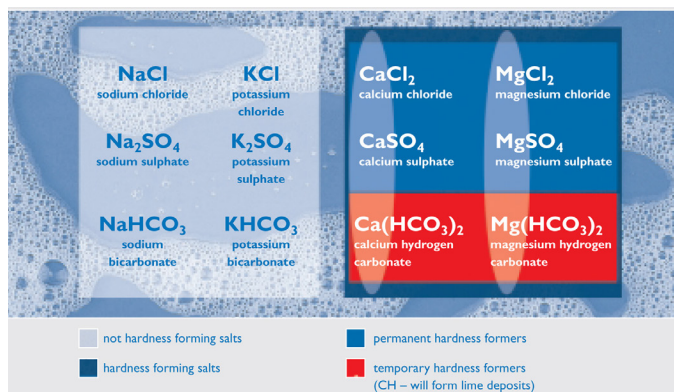 NaCl
sodium chloride
KCl
potassium
chloride
CaCl₂
calcium chloride
MgCl₂
magnesium chloride
Na₂SO₄
sodium sulphate
K₂SO₄
potassium
sulphate
CaSO₄
calcium sulphate
MgSO₄
magnesium sulphate
NaHCO₃
sodium
bicarbonate
KHCO₃
potassium
bicarbonate
Ca(HCO₃)₂
calcium hydrogen
carbonate
Mg(HCO₃)₂
magnesium hydrogen
carbonate
not hardness forming salts
hardness forming salts
permanent hardness formers
temporary hardness formers
(CH – will form lime deposits)